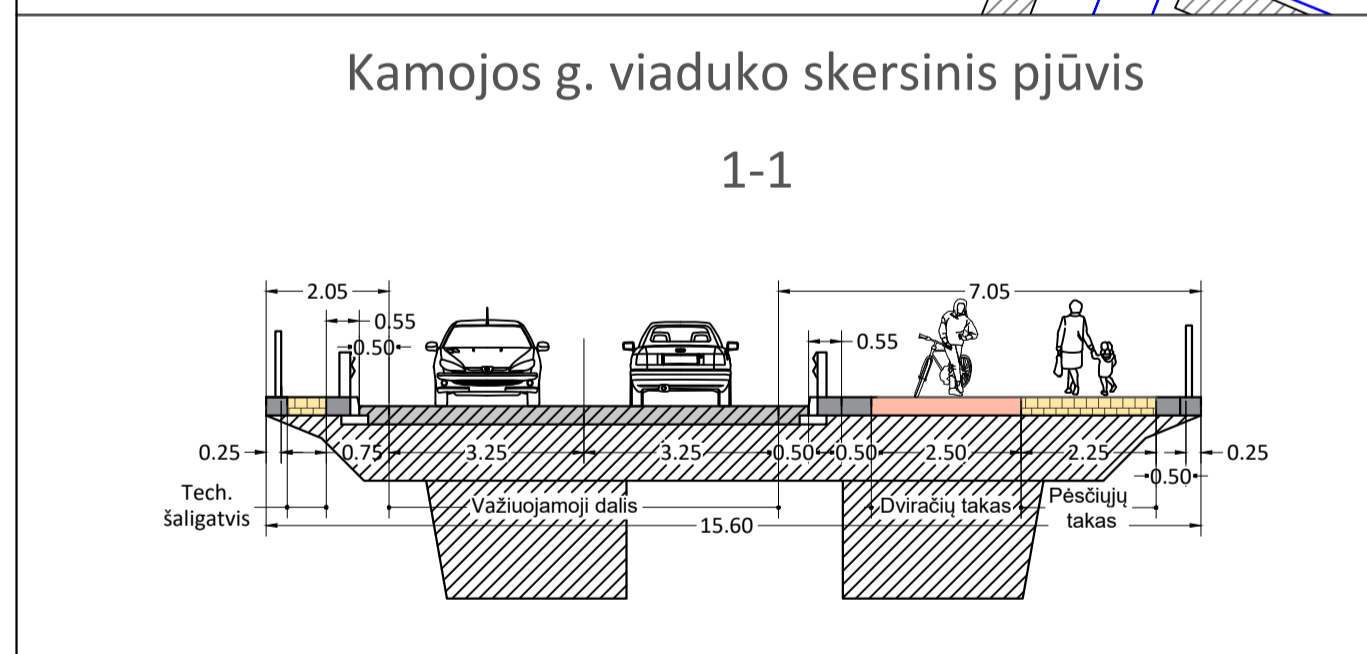 Kamojos g. viaduko skersinis pjūvis
1-1
2.05
7.05
0.55
0.50
0.55
0.25
0.75
3.25
3.25
0.50
0.50
2.50
2.25
0.25
0.50
Tech.
šaligatvis
Važiuojamoji dalis
Dviračių takas
Pėsčiųjų
takas
15.60